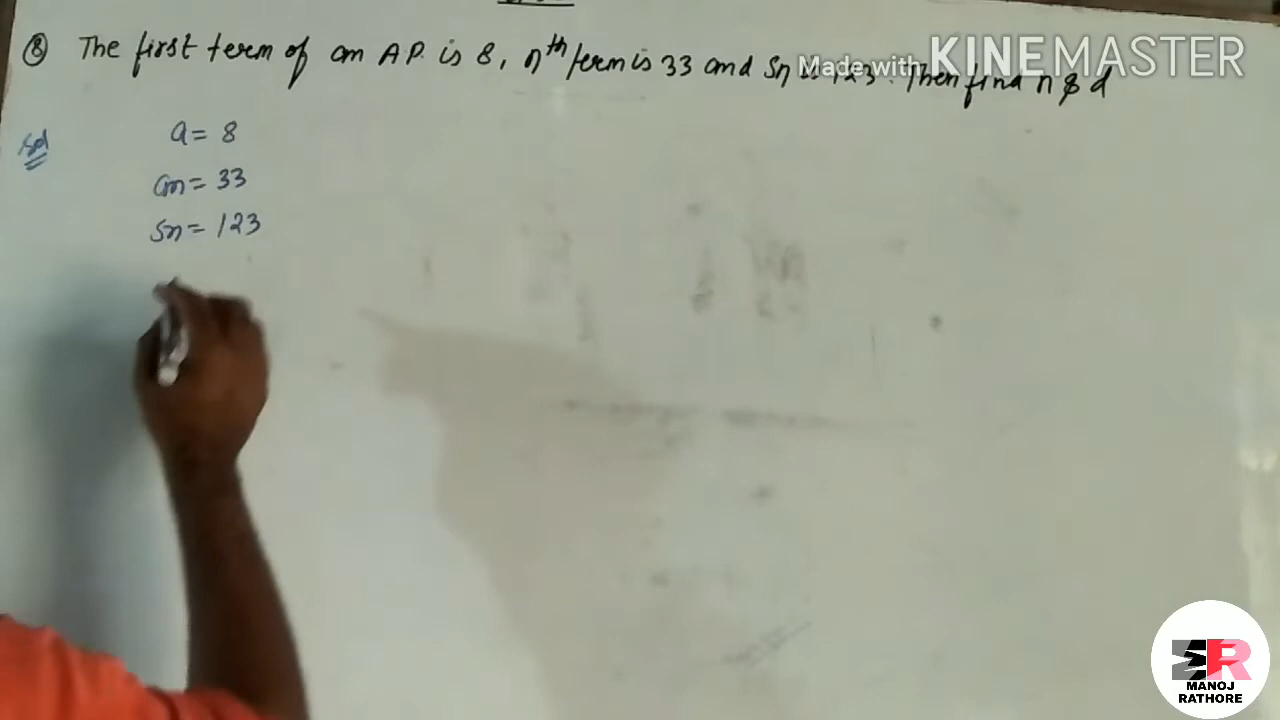 ⑧ The first term of an A.P. is 8, nth term is 33 and Sn 123. Then find n & d
Made with KINEMASTER
Sol
a = 8
an = 33
Sn = 123
3R
MANOJ
RATHORE